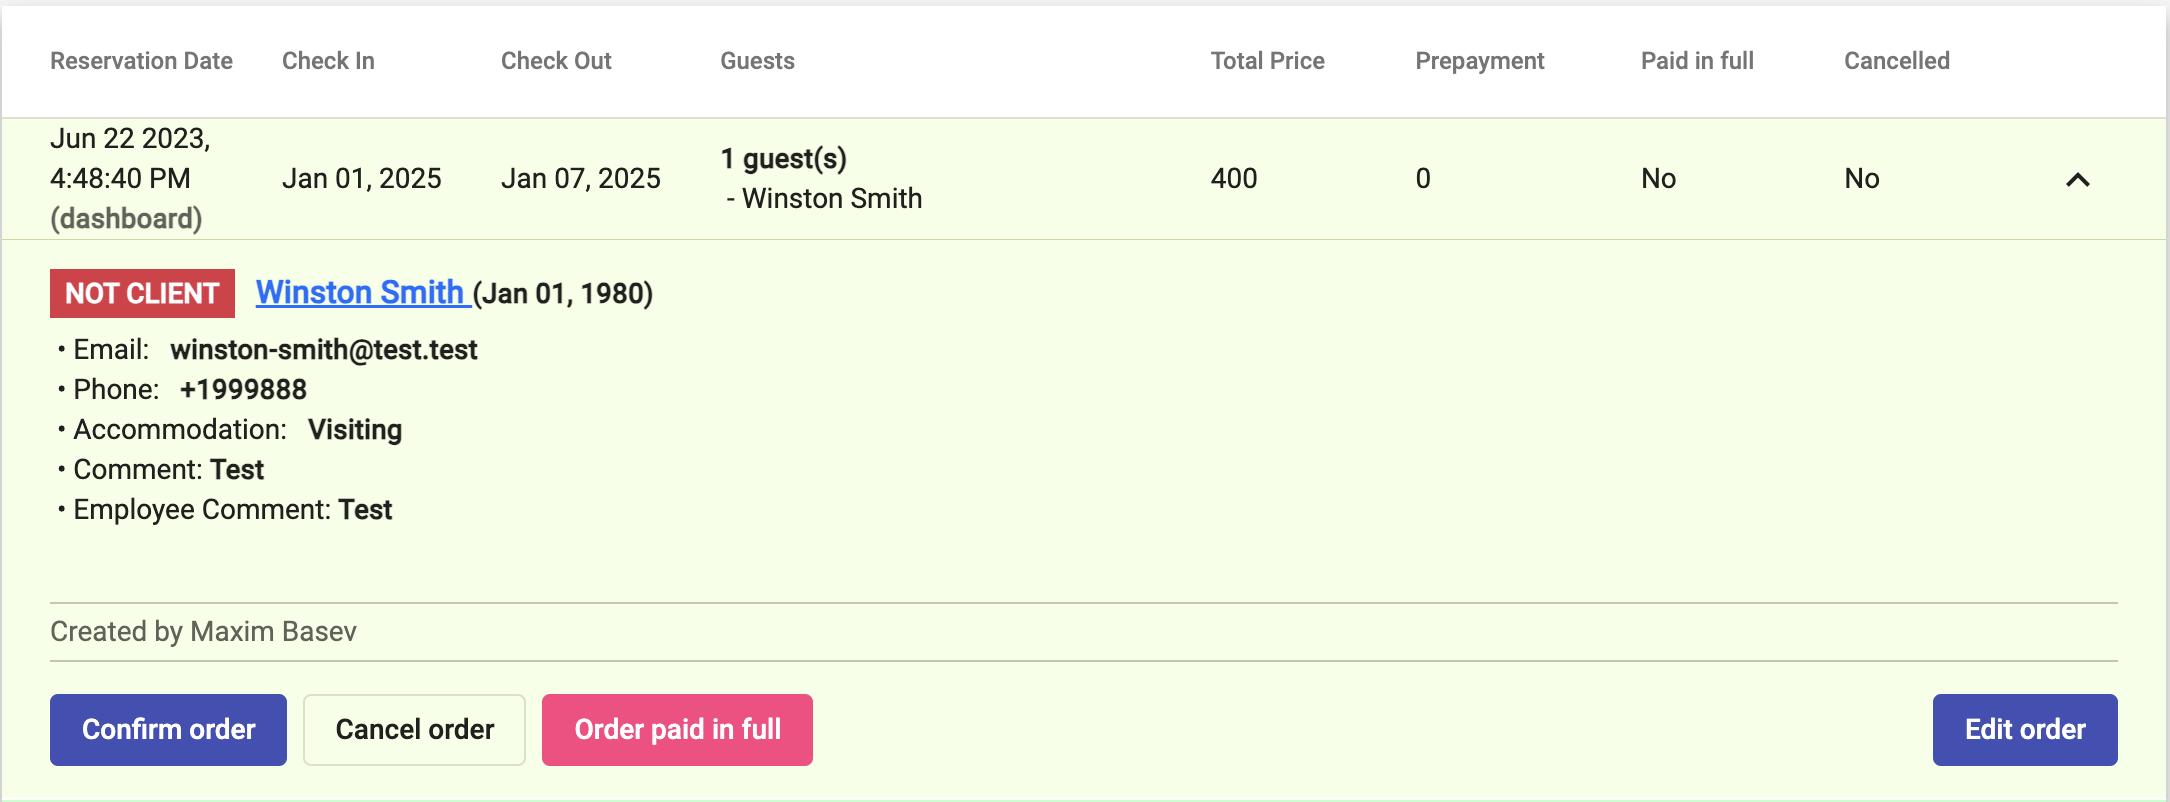 Reservation Date Check In Check Out Guests Total Price Prepayment Paid in full Cancelled
Jun 22 2023,
4:48:40 PM
(dashboard)
Jan 01, 2025 Jan 07, 2025
1 guest(s)
- Winston Smith
400 0 No No
NOT CLIENT Winston Smith (Jan 01, 1980)
• Email: winston-smith@test.test
• Phone: +1999888
• Accommodation: Visiting
• Comment: Test
• Employee Comment: Test
Created by Maxim Basev
Confirm order Cancel order Order paid in full Edit order